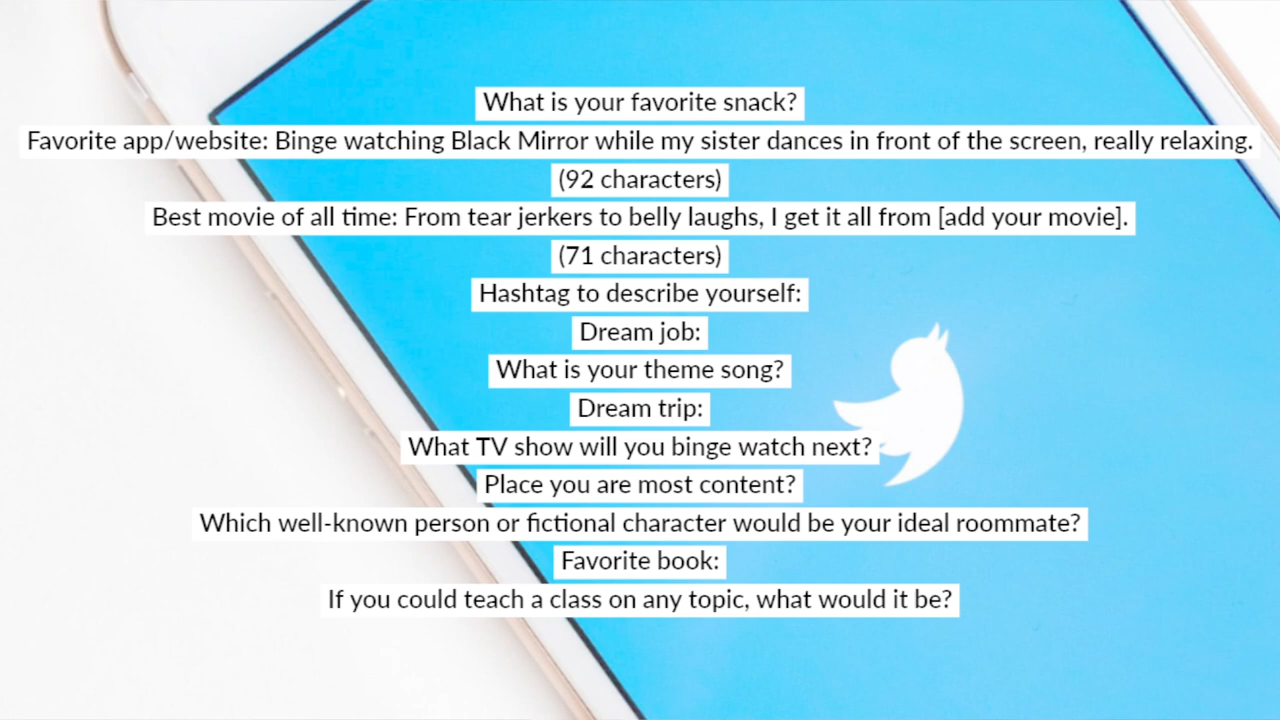 What is your favorite snack?
Favorite app/website: Binge watching Black Mirror while my sister dances in front of the screen, really relaxing.
(92 characters)
Best movie of all time: From tear jerkers to belly laughs, I get it all from [add your movie].
(71 characters)
Hashtag to describe yourself:
Dream job:
What is your theme song?
Dream trip:
What TV show will you binge watch next?
Place you are most content?
Which well-known person or fictional character would be your ideal roommate?
Favorite book:
If you could teach a class on any topic, what would it be?